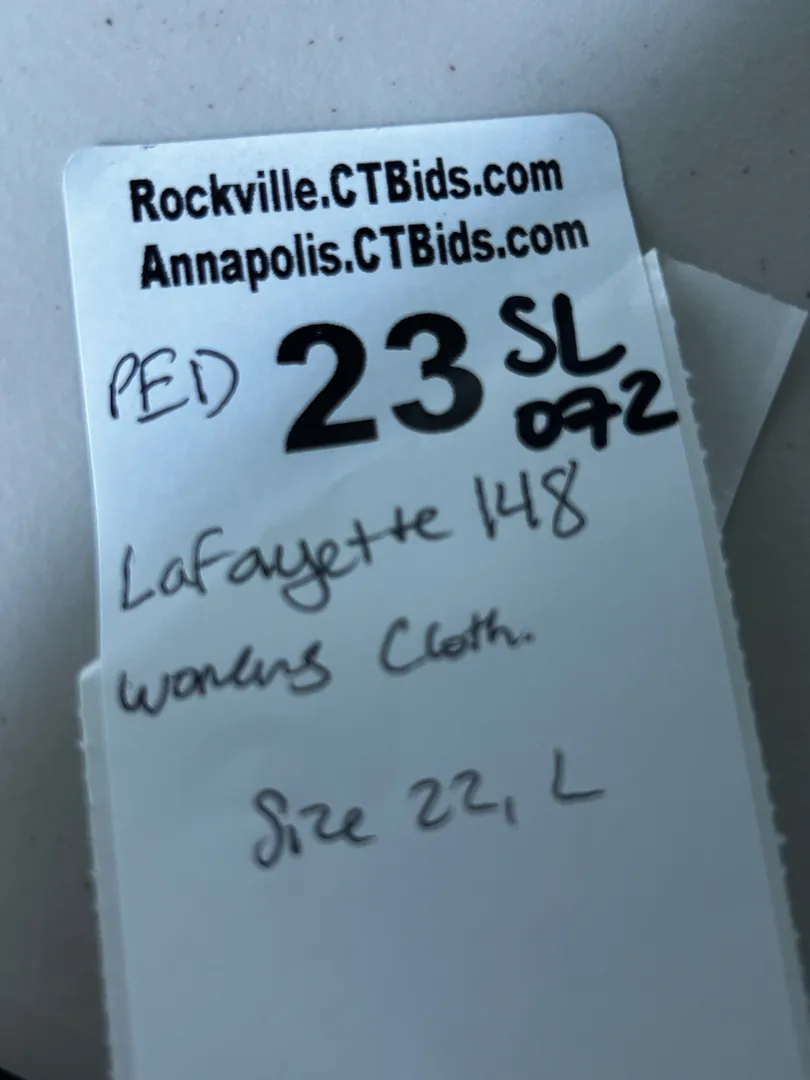 Rockville.CTBids.com
Annapolis.CTBids.com
PED 23 SL
072
Lafayette 148
womens Cloth.
Size 22, L